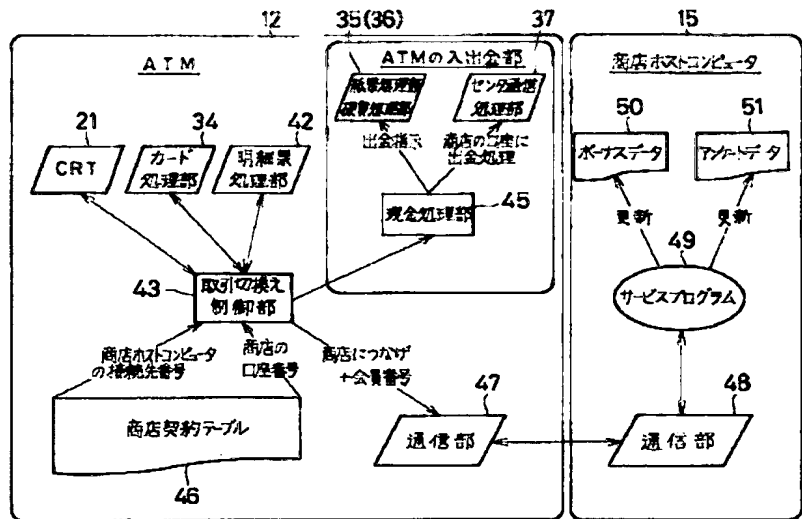 12
35(36)
37
15
ATM
ATMの入出金部
商店ホストコンピュータ
紙幣処理部
硬貨処理部
センタ通信
処理部
50
51
21
34
42
出金指示
商店の口座に
出金処理
ボーナスデータ
アンケートデータ
CRT
カード
処理部
明細票
処理部
更新
更新
現金処理部
45
49
43
取引切換え
制御部
サービスプログラム
商店ホストコンピュータ
の接続先番号
商店の
口座番号
商店につなげ
+会員番号
47
48
商店契約テーブル
通信部
通信部
46